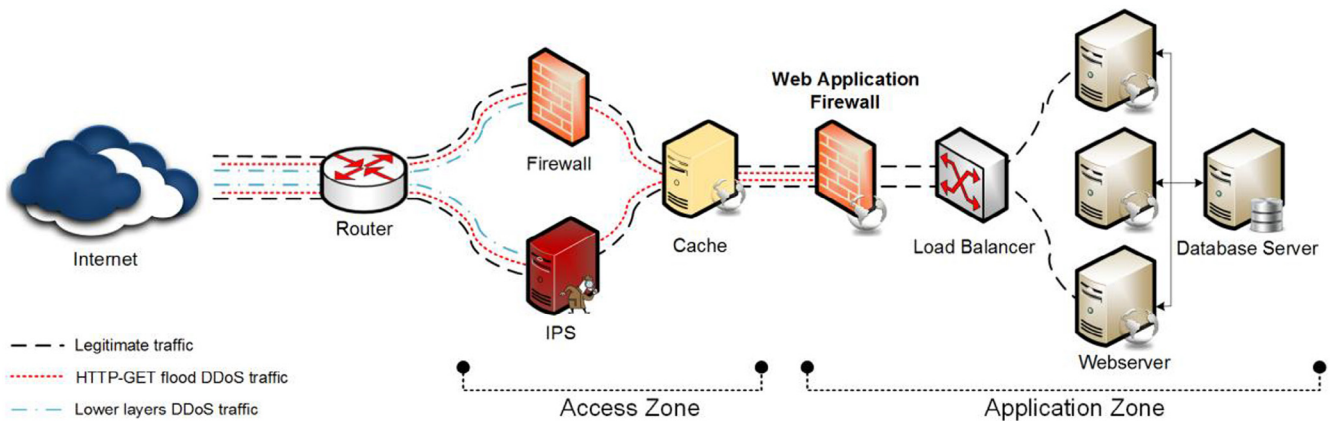 Internet
Router
Firewall
IPS
Cache
Web Application
Firewall
Load Balancer
Webserver
Database Server
Legitimate traffic
HTTP-GET flood DDoS traffic
Lower layers DDoS traffic
Access Zone
Application Zone